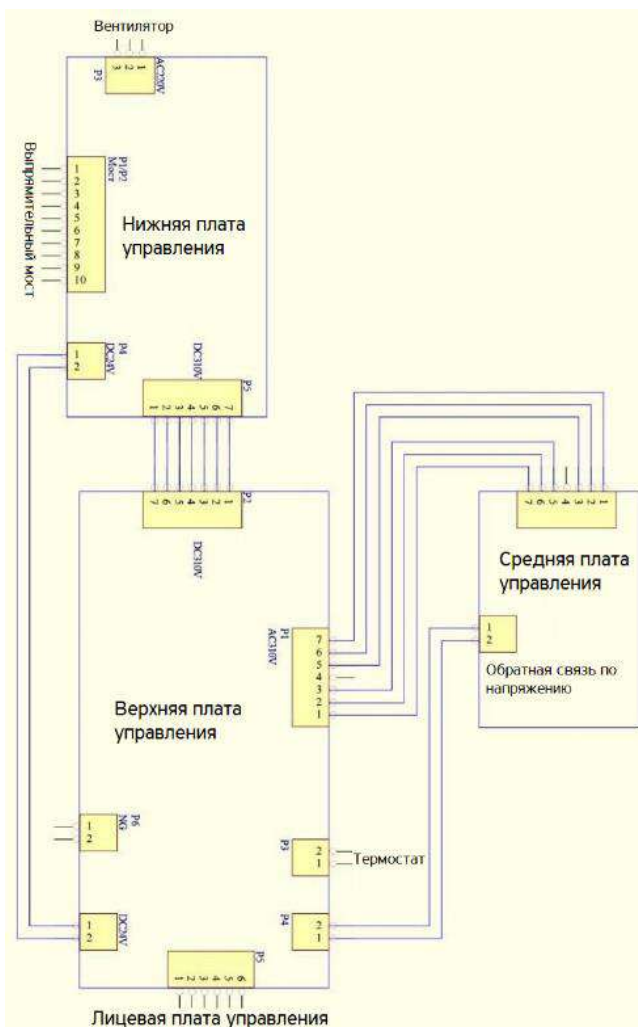 Вентилятор
3 2 1
P3
AC220V
Выпрямительный мост
P1/P2
Мост
1
2
3
4
5
6
7
8
9
10
Нижняя плата
управления
1
2
P4
DC24V
DC310V
P5
1 2 3 4 5 6 7
7 6 5 4 3 2 1
P2
DC310V
7 6 5 4 3 2 1
Средняя плата
управления
1
2
Обратная связь по
напряжению
P1
AC310V
7
6
5
4
3
2
1
Верхняя плата
управления
1
2
P6
NG
P3
2
1
Термостат
1
2
DC24V
P4
2
1
P5
1 2 3 4 5 6
Лицевая плата управления